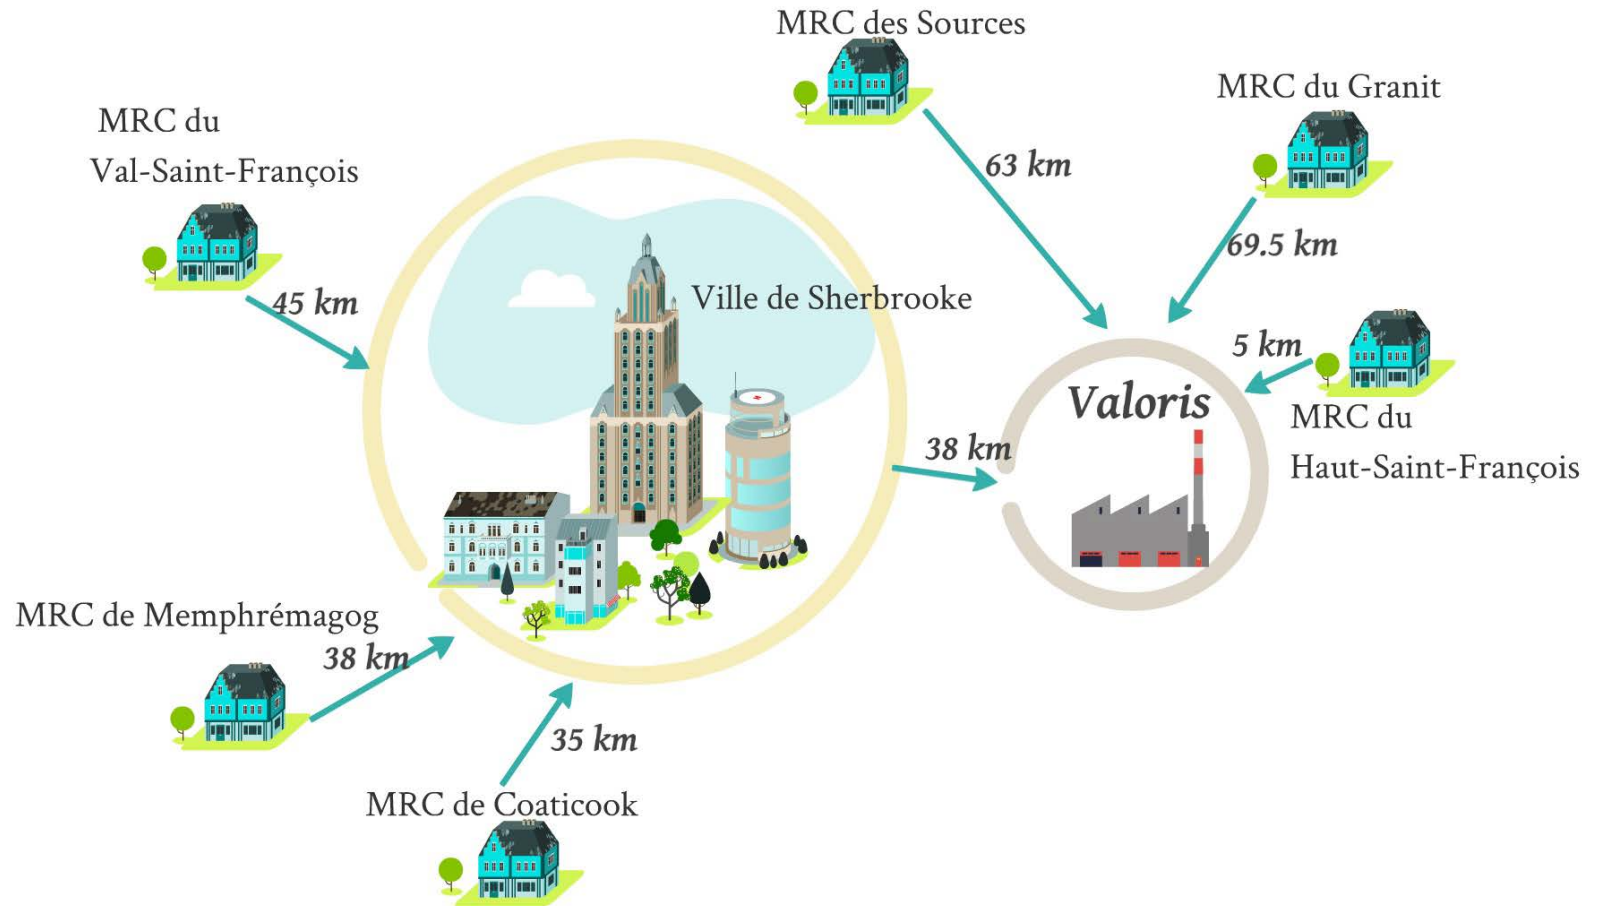 MRC des Sources
MRC du Granit
MRC du
Val-Saint-François
63 km
69.5 km
45 km
Ville de Sherbrooke
5 km
Valoris
MRC du
Haut-Saint-François
38 km
MRC de Memphrémagog
38 km
35 km
MRC de Coaticook